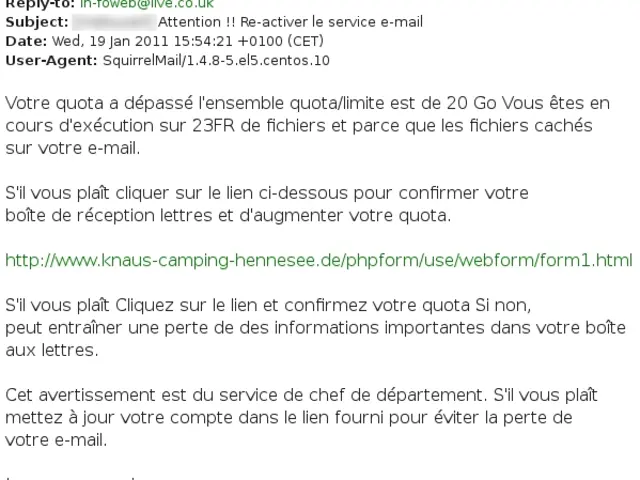 Reply-to: in-foweb@live.co.uk
Subject: Attention !! Re-activer le service e-mail
Date: Wed, 19 Jan 2011 15:54:21 +0100 (CET)
User-Agent: SquirrelMail/1.4.8-5.el5.centos.10
Votre quota a dépassé l'ensemble quota/limite est de 20 Go Vous êtes en
cours d'exécution sur 23FR de fichiers et parce que les fichiers cachés
sur votre e-mail.
S'il vous plaît cliquer sur le lien ci-dessous pour confirmer votre
boîte de réception lettres et d'augmenter votre quota.
http://www.knaus-camping-hennesee.de/phpform/use/webform/form1.html
S'il vous plaît Cliquez sur le lien et confirmez votre quota Si non,
peut entraîner une perte de des informations importantes dans votre boîte
aux lettres.
Cet avertissement est du service de chef de département. S'il vous plaît
mettez à jour votre compte dans le lien fourni pour éviter la perte de
votre e-mail.